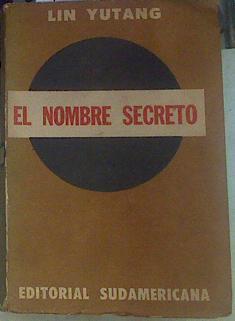 LIN YUTANG
EL NOMBRE SECRETO
EDITORIAL SUDAMERICANA